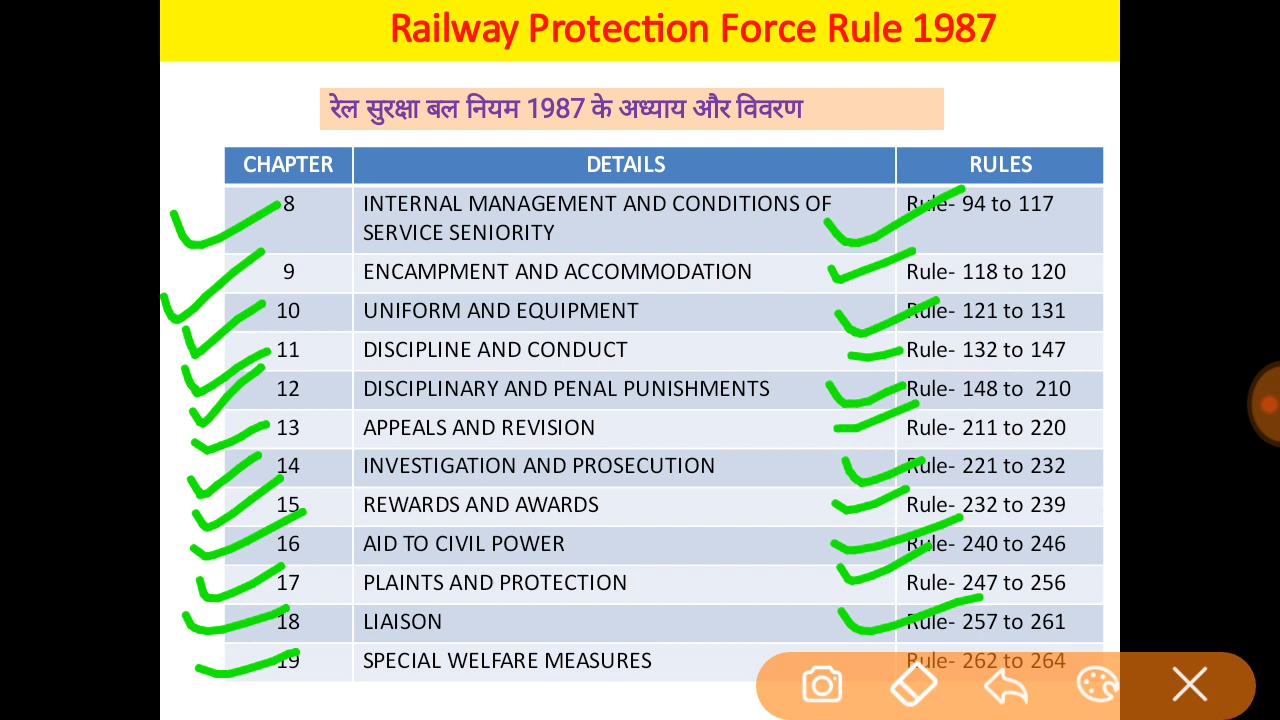 Railway Protection Force Rule 1987
रेल सुरक्षा बल नियम 1987 के अध्याय और विवरण
CHAPTER DETAILS RULES
8 INTERNAL MANAGEMENT AND CONDITIONS OF SERVICE SENIORITY Rule- 94 to 117
9 ENCAMPMENT AND ACCOMMODATION Rule- 118 to 120
10 UNIFORM AND EQUIPMENT Rule- 121 to 131
11 DISCIPLINE AND CONDUCT Rule- 132 to 147
12 DISCIPLINARY AND PENAL PUNISHMENTS Rule- 148 to 210
13 APPEALS AND REVISION Rule- 211 to 220
14 INVESTIGATION AND PROSECUTION Rule- 221 to 232
15 REWARDS AND AWARDS Rule- 232 to 239
16 AID TO CIVIL POWER Rule- 240 to 246
17 PLAINTS AND PROTECTION Rule- 247 to 256
18 LIAISON Rule- 257 to 261
19 SPECIAL WELFARE MEASURES Rule- 262 to 264